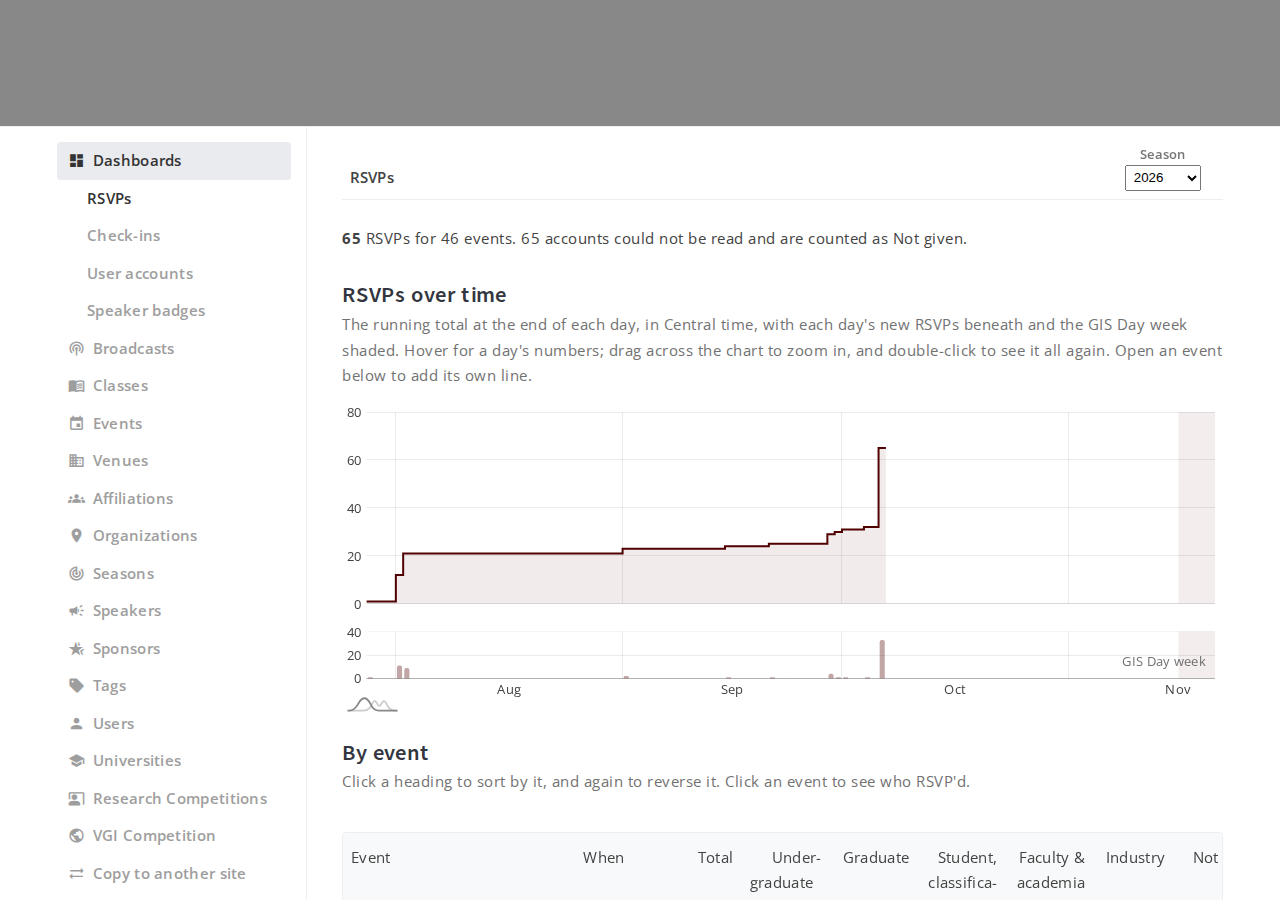 Dashboards
RSVPs
Check-ins
User accounts
Speaker badges
Broadcasts
Classes
Events
Venues
Affiliations
Organizations
Seasons
Speakers
Sponsors
Tags
Users
Universities
Research Competitions
VGI Competition
Copy to another site
RSVPs
Season
2026
65 RSVPs for 46 events. 65 accounts could not be read and are counted as Not given.
RSVPs over time
The running total at the end of each day, in Central time, with each day's new RSVPs beneath and the GIS Day week
shaded. Hover for a day's numbers; drag across the chart to zoom in, and double-click to see it all again. Open an event
below to add its own line.
80
60
40
20
0
40
20
0
GIS Day week
Aug Sep Oct Nov
By event
Click a heading to sort by it, and again to reverse it. Click an event to see who RSVP'd.
Event When Total Under- Graduate Student, Faculty & Industry Not
graduate classifica- academia